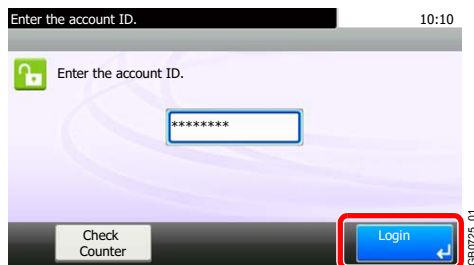 Enter the account ID. 10:10
Enter the account ID.
********
Check
Counter
Login
GB0725_01